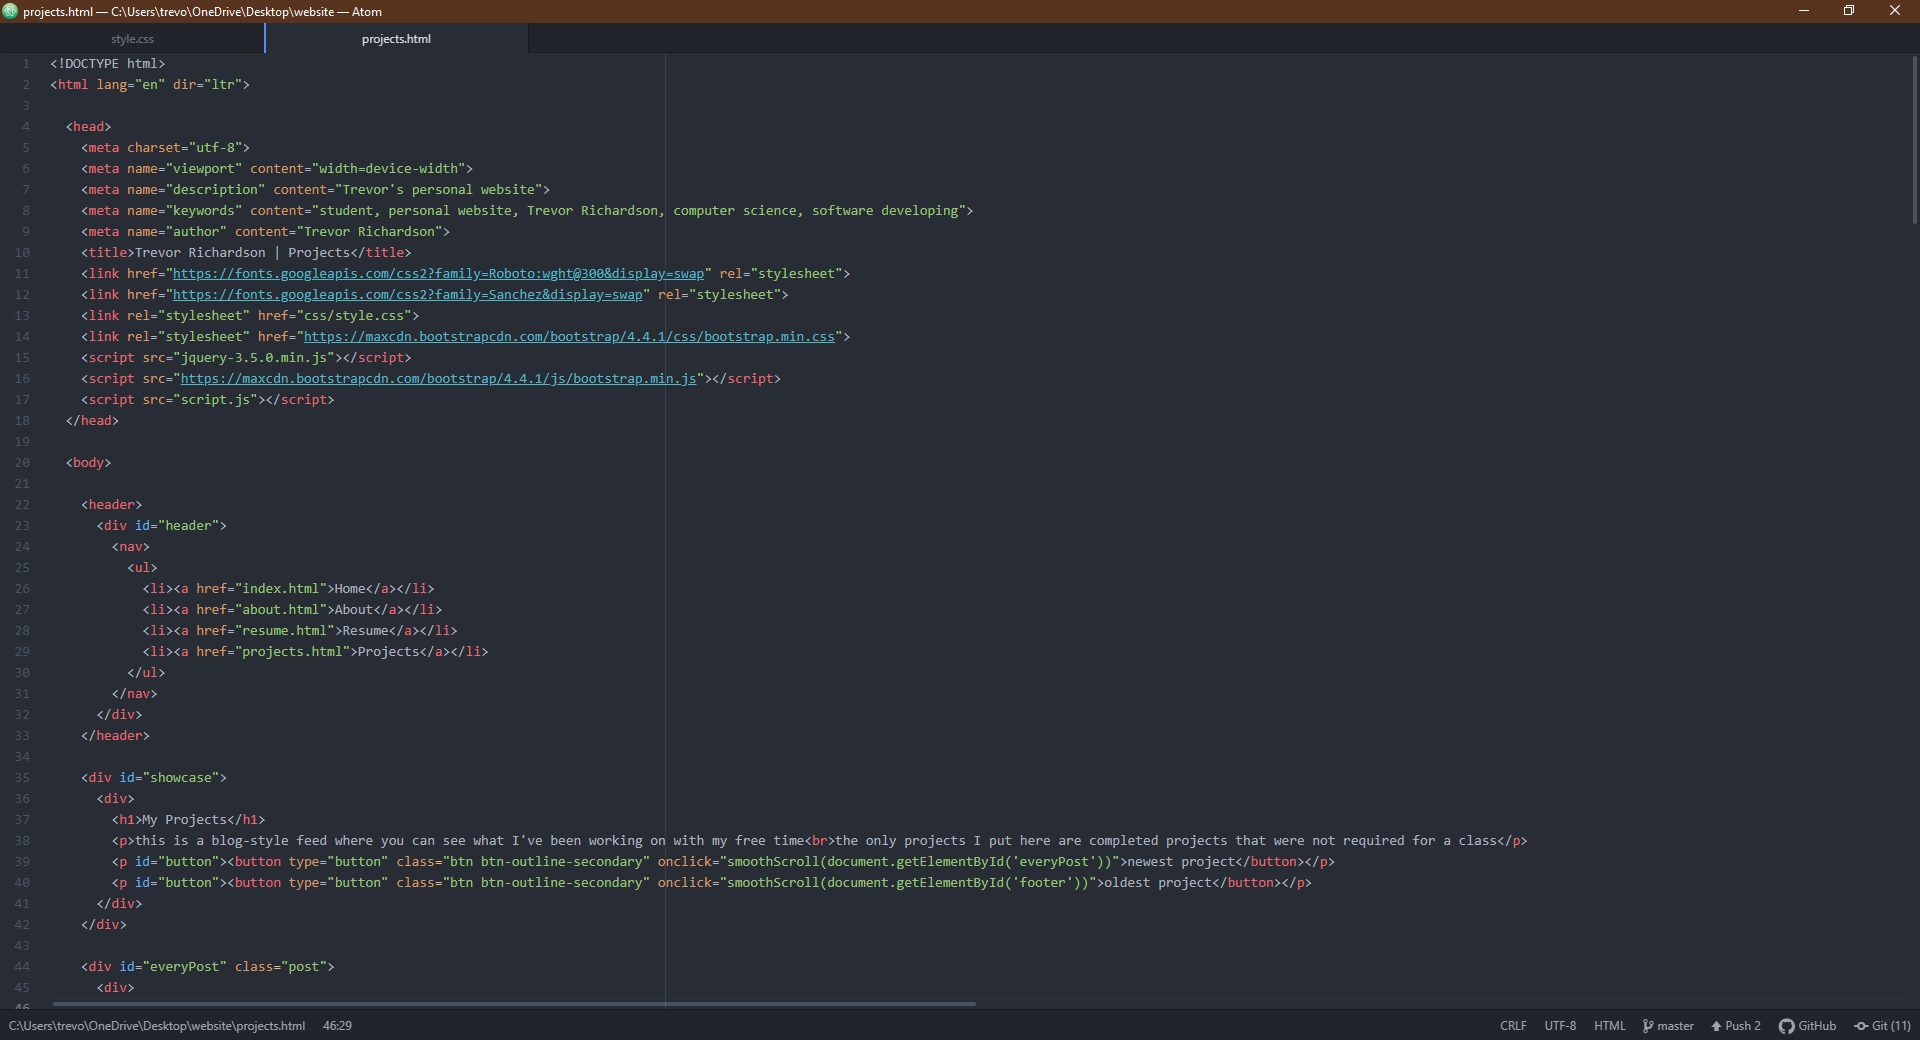 projects.html — C:\Users\trevo\OneDrive\Desktop\website — Atom
style.css projects.html
1 <!DOCTYPE html>
2 <html lang="en" dir="ltr">
3
4 <head>
5 <meta charset="utf-8">
6 <meta name="viewport" content="width=device-width">
7 <meta name="description" content="Trevor's personal website">
8 <meta name="keywords" content="student, personal website, Trevor Richardson, computer science, software developing">
9 <meta name="author" content="Trevor Richardson">
10 <title>Trevor Richardson | Projects</title>
11 <link href="https://fonts.googleapis.com/css2?family=Roboto:wght@300&display=swap" rel="stylesheet">
12 <link href="https://fonts.googleapis.com/css2?family=Sanchez&display=swap" rel="stylesheet">
13 <link rel="stylesheet" href="css/style.css">
14 <link rel="stylesheet" href="https://maxcdn.bootstrapcdn.com/bootstrap/4.4.1/css/bootstrap.min.css">
15 <script src="jquery-3.5.0.min.js"></script>
16 <script src="https://maxcdn.bootstrapcdn.com/bootstrap/4.4.1/js/bootstrap.min.js"></script>
17 <script src="script.js"></script>
18 </head>
19
20 <body>
21
22 <header>
23 <div id="header">
24 <nav>
25 <ul>
26 <li><a href="index.html">Home</a></li>
27 <li><a href="about.html">About</a></li>
28 <li><a href="resume.html">Resume</a></li>
29 <li><a href="projects.html">Projects</a></li>
30 </ul>
31 </nav>
32 </div>
33 </header>
34
35 <div id="showcase">
36 <div>
37 <h1>My Projects</h1>
38 <p>this is a blog-style feed where you can see what I've been working on with my free time<br>the only projects I put here are completed projects that were not required for a class</p>
39 <p id="button"><button type="button" class="btn btn-outline-secondary" onclick="smoothScroll(document.getElementById('everyPost'))">newest project</button></p>
40 <p id="button"><button type="button" class="btn btn-outline-secondary" onclick="smoothScroll(document.getElementById('footer'))">oldest project</button></p>
41 </div>
42 </div>
43
44 <div id="everyPost" class="post">
45 <div>
46
C:\Users\trevo\OneDrive\Desktop\website\projects.html 46:29 CRLF UTF-8 HTML master Push 2 GitHub Git (11)